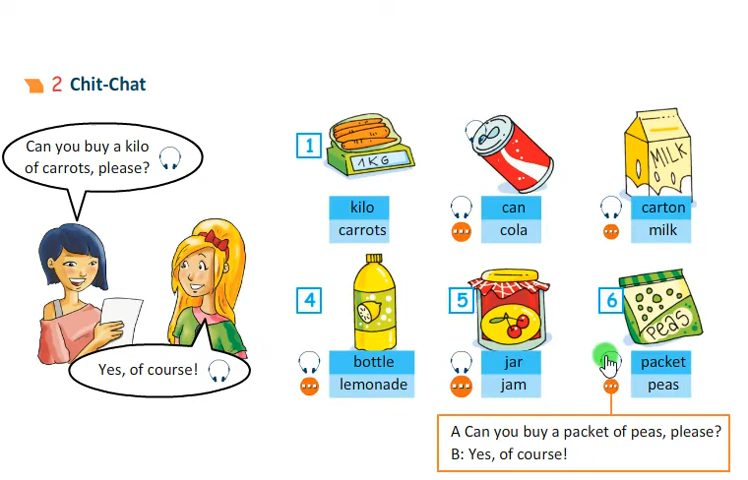 2 Chit-Chat
Can you buy a kilo
of carrots, please?
Yes, of course!
1
1KG
kilo
carrots
can
cola
MILK
carton
milk
4
bottle
lemonade
5
jar
jam
6
Peas
packet
peas
A Can you buy a packet of peas, please?
B: Yes, of course!